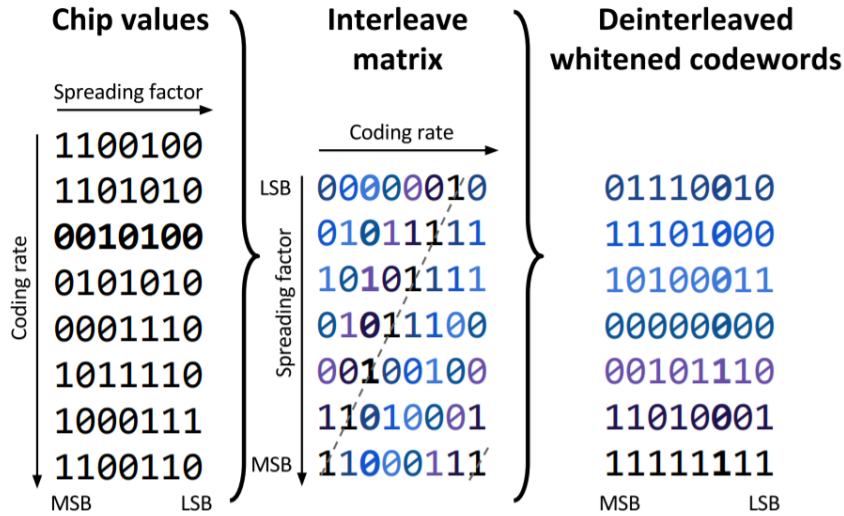 Chip values
Interleave
matrix
Deinterleaved
whitened codewords
Spreading factor
Coding rate
1100100
1101010
0010100
0101010
0001110
1011110
1000111
1100110
MSB LSB
Coding rate
LSB
Spreading factor
MSB
00000010
01011111
10101111
01011100
00100100
11010001
11000111
01110010
11101000
10100011
00000000
00101110
11010001
11111111
MSB LSB